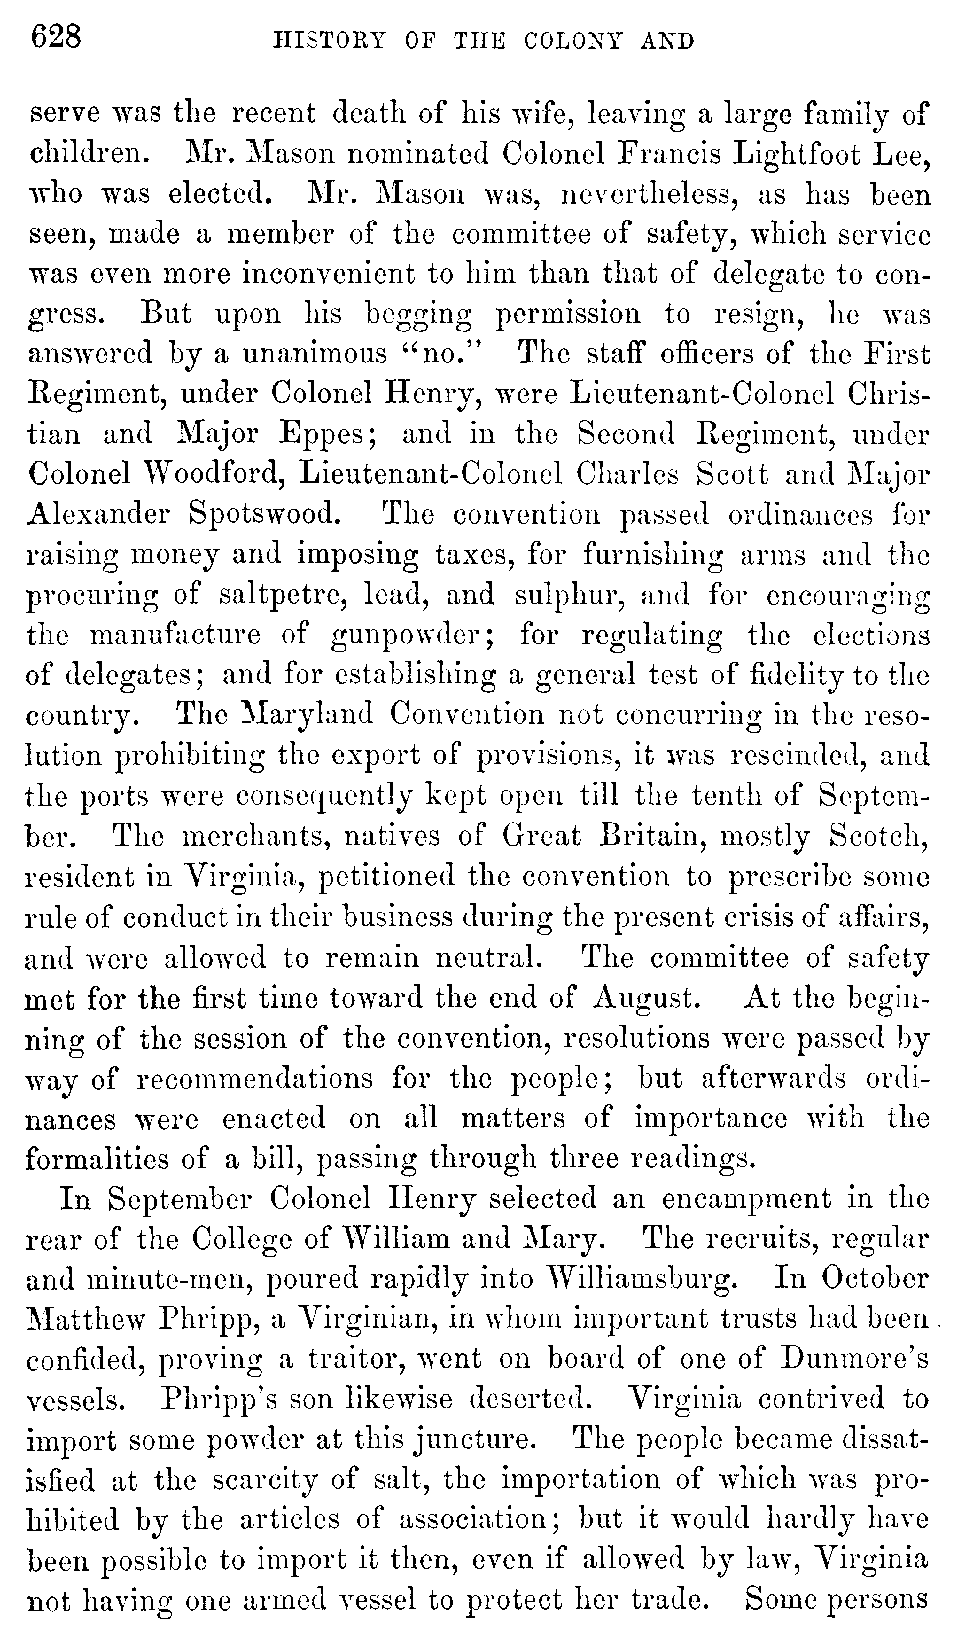 628 HISTORY OF THE COLONY AND
serve was the recent death of his wife, leaving a large family of
children. Mr. Mason nominated Colonel Francis Lightfoot Lee,
who was elected. Mr. Mason was, nevertheless, as has been
seen, made a member of the committee of safety, which service
was even more inconvenient to him than that of delegate to con-
gress. But upon his begging permission to resign, he was
answered by a unanimous “no.” The staff officers of the First
Regiment, under Colonel Henry, were Lieutenant-Colonel Chris-
tian and Major Eppes; and in the Second Regiment, under
Colonel Woodford, Lieutenant-Colonel Charles Scott and Major
Alexander Spotswood. The convention passed ordinances for
raising money and imposing taxes, for furnishing arms and the
procuring of saltpetre, lead, and sulphur, and for encouraging
the manufacture of gunpowder; for regulating the elections
of delegates; and for establishing a general test of fidelity to the
country. The Maryland Convention not concurring in the reso-
lution prohibiting the export of provisions, it was rescinded, and
the ports were consequently kept open till the tenth of Septem-
ber. The merchants, natives of Great Britain, mostly Scotch,
resident in Virginia, petitioned the convention to prescribe some
rule of conduct in their business during the present crisis of affairs,
and were allowed to remain neutral. The committee of safety
met for the first time toward the end of August. At the begin-
ning of the session of the convention, resolutions were passed by
way of recommendations for the people; but afterwards ordi-
nances were enacted on all matters of importance with the
formalities of a bill, passing through three readings.
In September Colonel Henry selected an encampment in the
rear of the College of William and Mary. The recruits, regular
and minute-men, poured rapidly into Williamsburg. In October
Matthew Phripp, a Virginian, in whom important trusts had been
confided, proving a traitor, went on board of one of Dunmore’s
vessels. Phripp’s son likewise deserted. Virginia contrived to
import some powder at this juncture. The people became dissat-
isfied at the scarcity of salt, the importation of which was pro-
hibited by the articles of association; but it would hardly have
been possible to import it then, even if allowed by law, Virginia
not having one armed vessel to protect her trade. Some persons